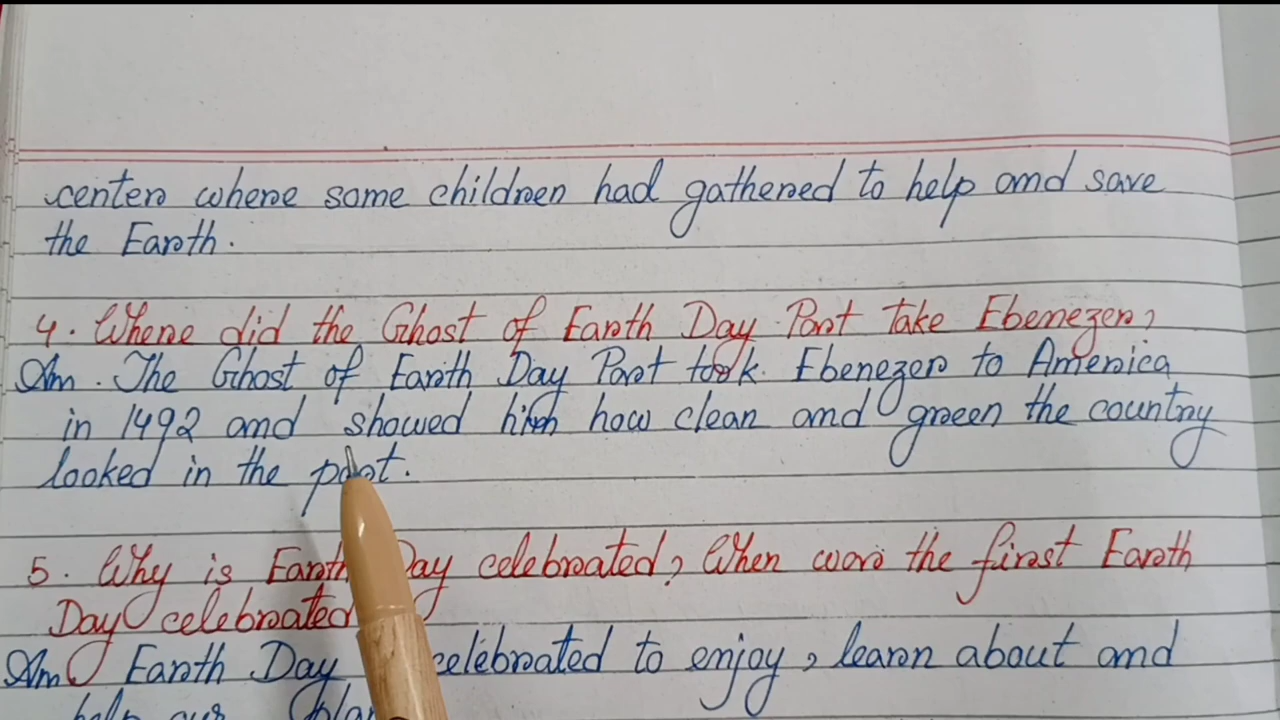 center where some children had gathered to help and save
the Earth.
4. Where did the Ghost of Earth Day Past take Ebenezer?
Ans. The Ghost of Earth Day Past took Ebenezer to America
in 1492 and showed him how clean and green the country
looked in the past.
5. Why is Earth Day celebrated? When was the first Earth
Day celebrated
Ans Earth Day celebrated to enjoy, learn about and
help our